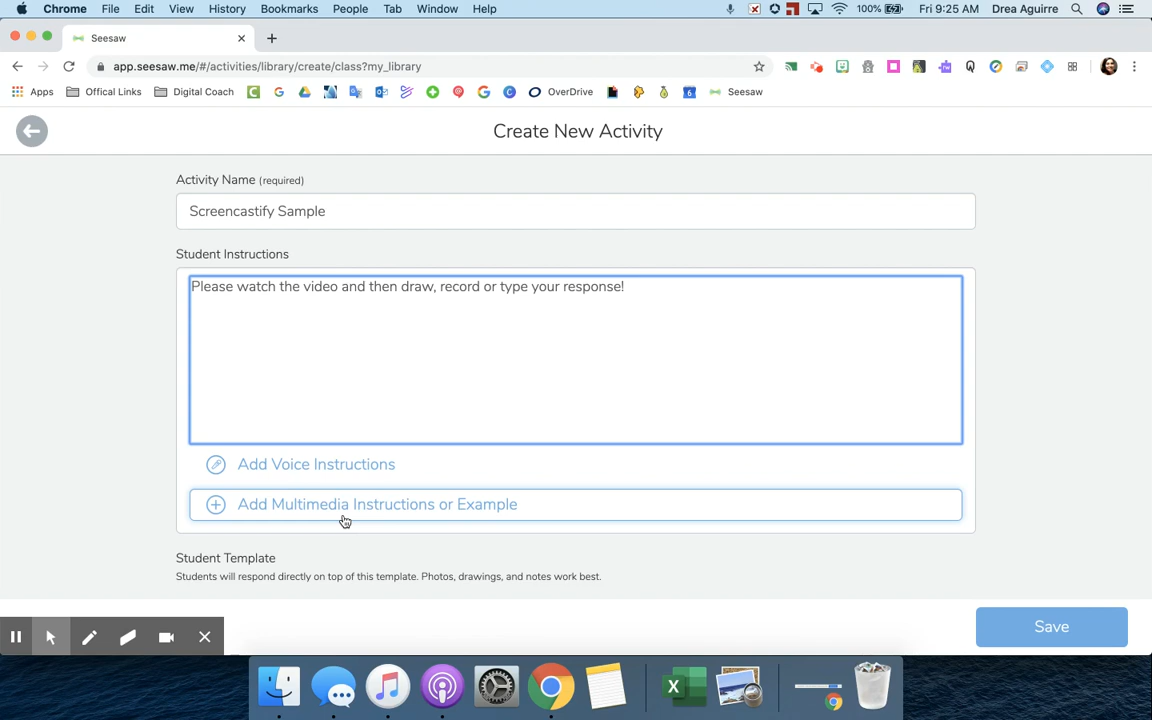 Chrome File Edit View History Bookmarks People Tab Window Help 100% Fri 9:25 AM Drea Aguirre
Seesaw
app.seesaw.me/#/activities/library/create/class?my_library
Apps Offical Links Digital Coach OverDrive 6 Seesaw
Create New Activity
Activity Name (required)
Screencastify Sample
Student Instructions
Please watch the video and then draw, record or type your response!
Add Voice Instructions
Add Multimedia Instructions or Example
Student Template
Students will respond directly on top of this template. Photos, drawings, and notes work best.
Save